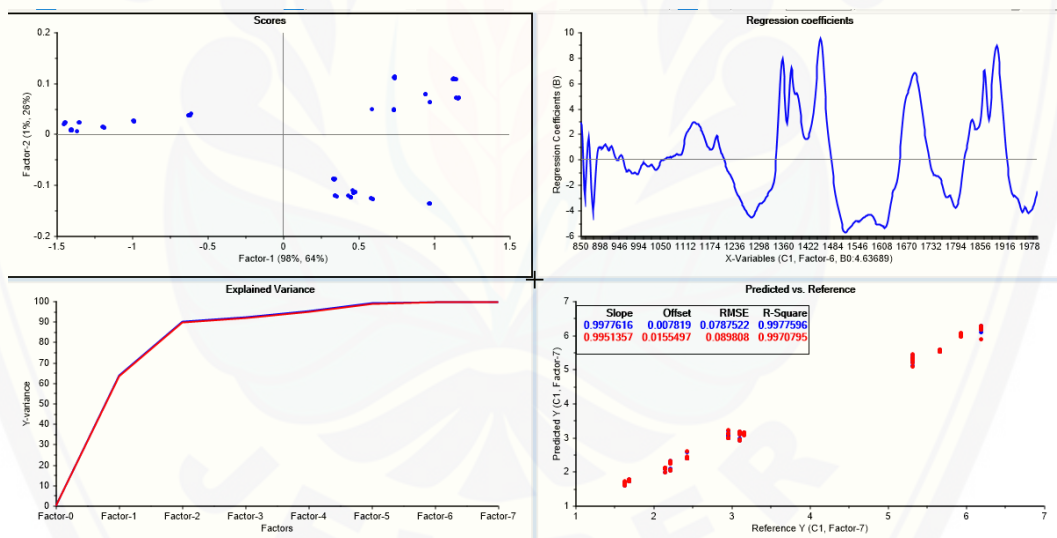 Scores
0.2
0.1
0
-0.1
-0.2
Factor-2 (1%, 26%)
-1.5 -1 -0.5 0 0.5 1 1.5
Factor-1 (98%, 64%)
Regression coefficients
10
8
6
4
2
0
-2
-4
-6
Regression Coefficients (B)
850 898 946 994 1050 1112 1174 1236 1298 1360 1422 1484 1546 1608 1670 1732 1794 1856 1916 1978
X-Variables (C1, Factor-6, B0:4.63689)
Explained Variance
100
90
80
70
60
50
40
30
20
10
0
Y-variance
Factor-0 Factor-1 Factor-2 Factor-3 Factor-4 Factor-5 Factor-6 Factor-7
Factors
Predicted vs. Reference
Slope Offset RMSE R-Square
0.9977616 0.007819 0.0787522 0.9977596
0.9951357 0.0155497 0.089808 0.9970795
7
6
5
4
3
2
1
Predicted Y (C1, Factor-7)
1 2 3 4 5 6 7
Reference Y (C1, Factor-7)